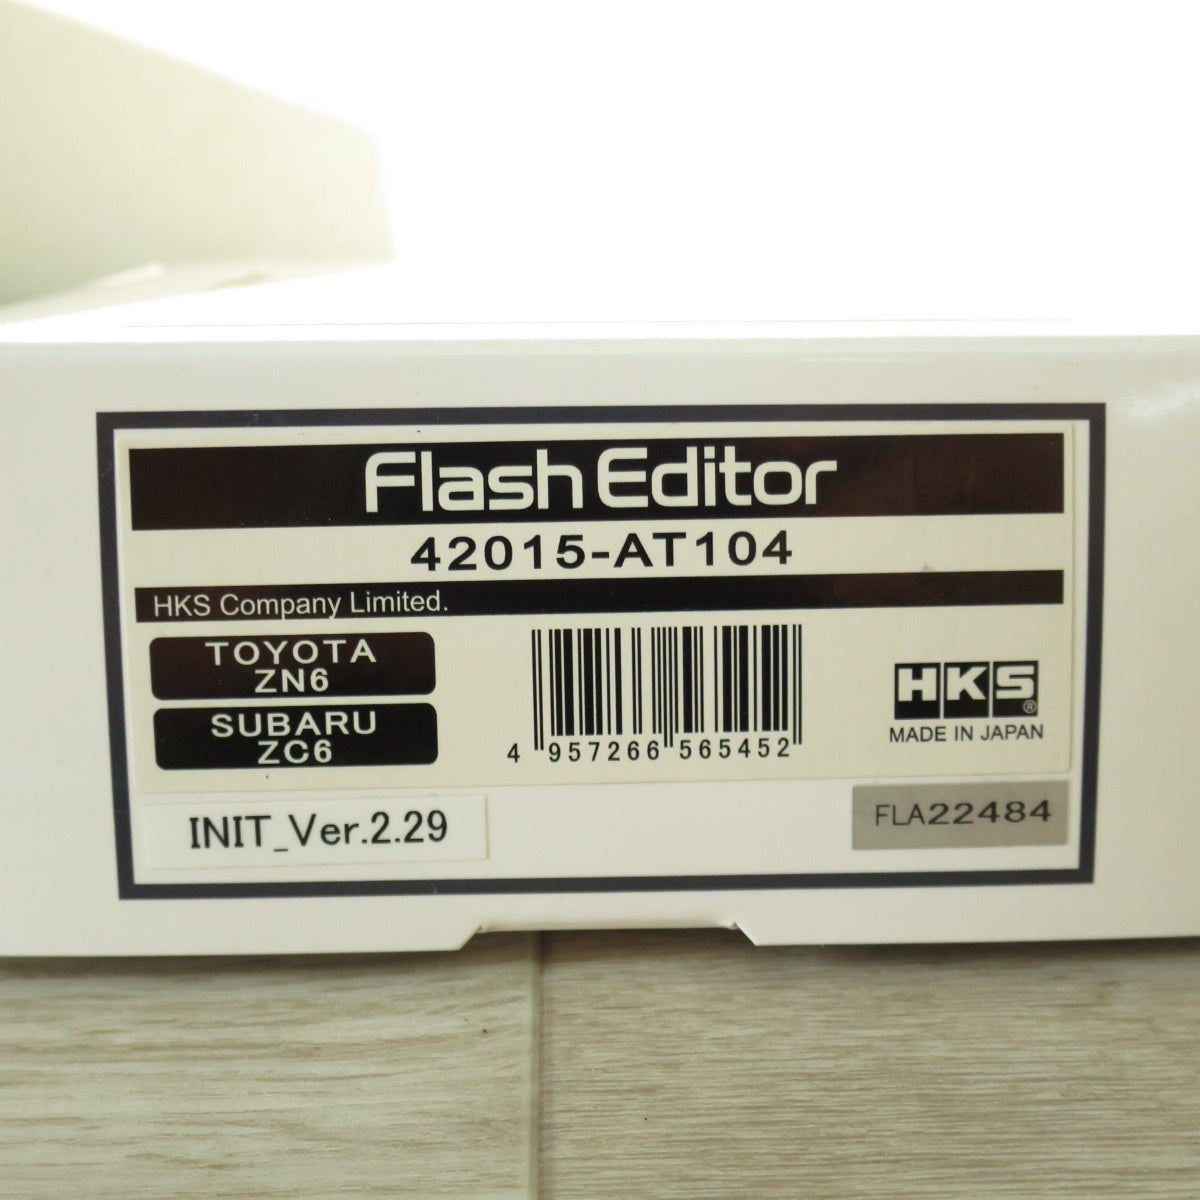 Flash Editor
42015-AT104
HKS Company Limited.
TOYOTA
ZN6
SUBARU
ZC6
4 957266 565452
HKS®
MADE IN JAPAN
INIT_Ver.2.29
FLA22484